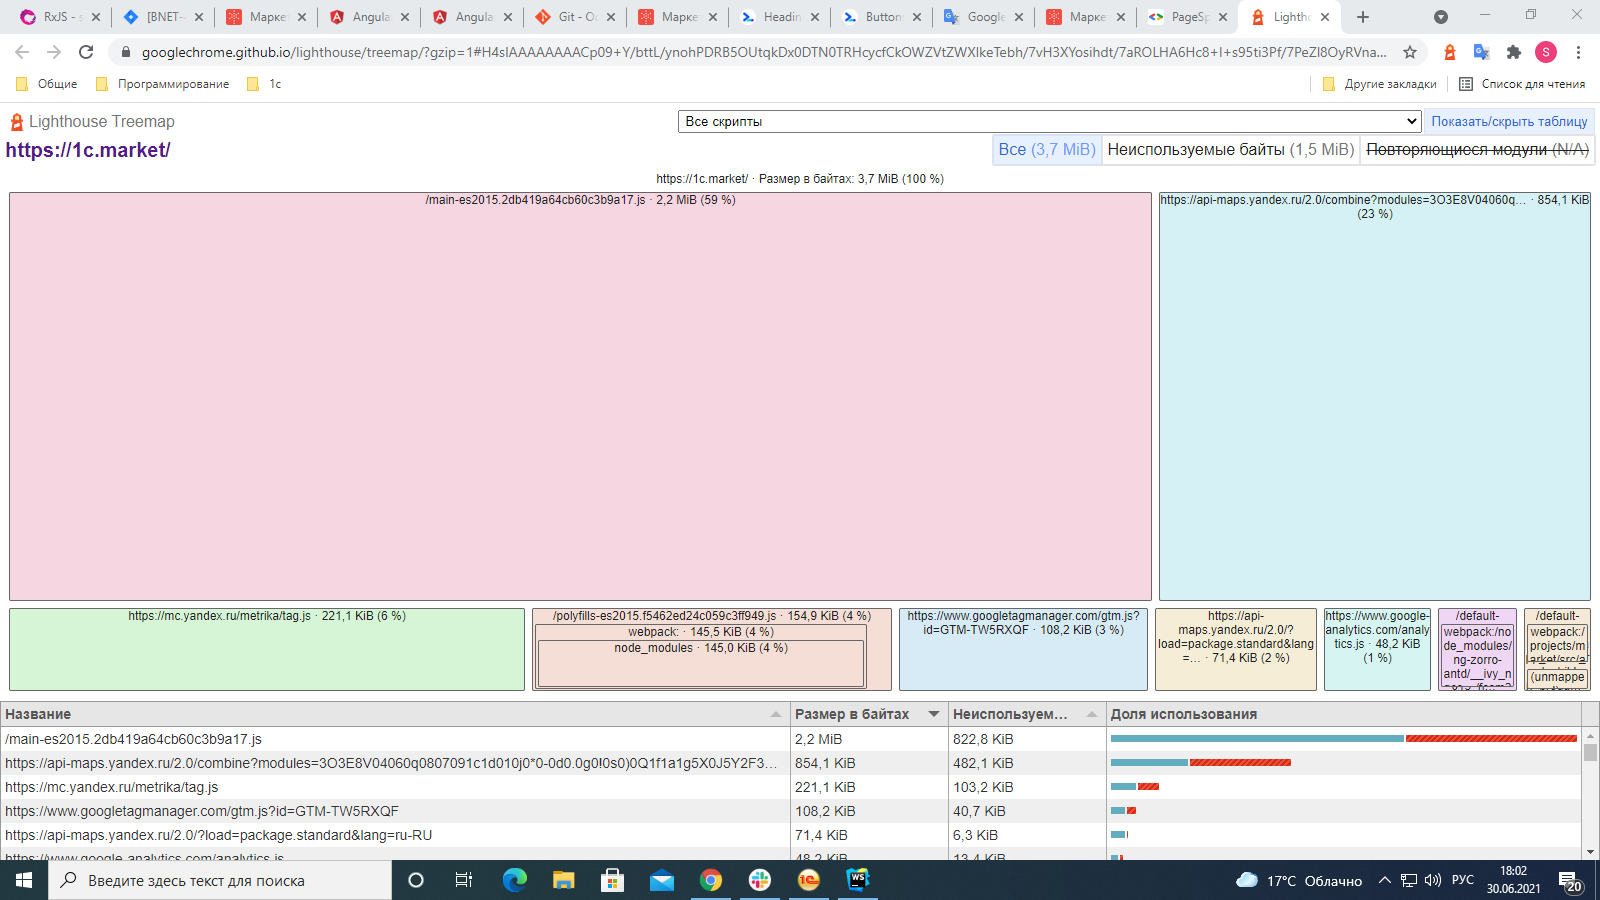 RxJS - s
[BNET-
Марке
Angula
Angula
Git - O
Марке
Headin
Button
Google
Марке
PageSp
Lighthc
googlechrome.github.io/lighthouse/treemap/?gzip=1#H4sIAAAAAAAACp09+Y/bttL/ynohPDRB5OUtqkDx0DTN0TRHcycfCkOWZVtZWXIkeTebh/7vH3XYosihdt/7aROLHA6Hc8+I+s95ti3Pf/7PeZl8OyRVna...
S
Общие
Программирование
1c
Другие закладки
Список для чтения
Lighthouse Treemap
Все скрипты
Показать/скрыть таблицу
https://1c.market/
Все (3,7 MiB)
Неиспользуемые байты (1,5 MiB)
Повторяющиеся модули (N/A)
https://1c.market/ · Размер в байтах: 3,7 MiB (100 %)
/main-es2015.2db419a64cb60c3b9a17.js · 2,2 MiB (59 %)
https://api-maps.yandex.ru/2.0/combine?modules=3O3E8V04060q… · 854,1 KiB
(23 %)
https://mc.yandex.ru/metrika/tag.js · 221,1 KiB (6 %)
/polyfills-es2015.f5462ed24c059c3ff949.js · 154,9 KiB (4 %)
webpack: · 145,5 KiB (4 %)
node_modules · 145,0 KiB (4 %)
https://www.googletagmanager.com/gtm.js?
id=GTM-TW5RXQF · 108,2 KiB (3 %)
https://api-
maps.yandex.ru/2.0/?
load=package.standard&lang
=… · 71,4 KiB (2 %)
https://www.google-
analytics.com/analy
tics.js · 48,2 KiB
(1 %)
/default-
webpack:/no
de_modules/
ng-zorro-
antd/__ivy_n
/default-
webpack:/
projects/m
arket/src/a
(unmappe
Название
Размер в байтах
Неиспользуем…
Доля использования
/main-es2015.2db419a64cb60c3b9a17.js
2,2 MiB
822,8 KiB
https://api-maps.yandex.ru/2.0/combine?modules=3O3E8V04060q0807091c1d010j0*0-0d0.0g0!0s0)0Q1f1a1g5X0J5Y2F3…
854,1 KiB
482,1 KiB
https://mc.yandex.ru/metrika/tag.js
221,1 KiB
103,2 KiB
https://www.googletagmanager.com/gtm.js?id=GTM-TW5RXQF
108,2 KiB
40,7 KiB
https://api-maps.yandex.ru/2.0/?load=package.standard&lang=ru-RU
71,4 KiB
6,3 KiB
https://www.google-analytics.com/analytics.js
48,2 KiB
13,4 KiB
Введите здесь текст для поиска
WS
17°C Облачно
РУС
18:02
30.06.2021
20